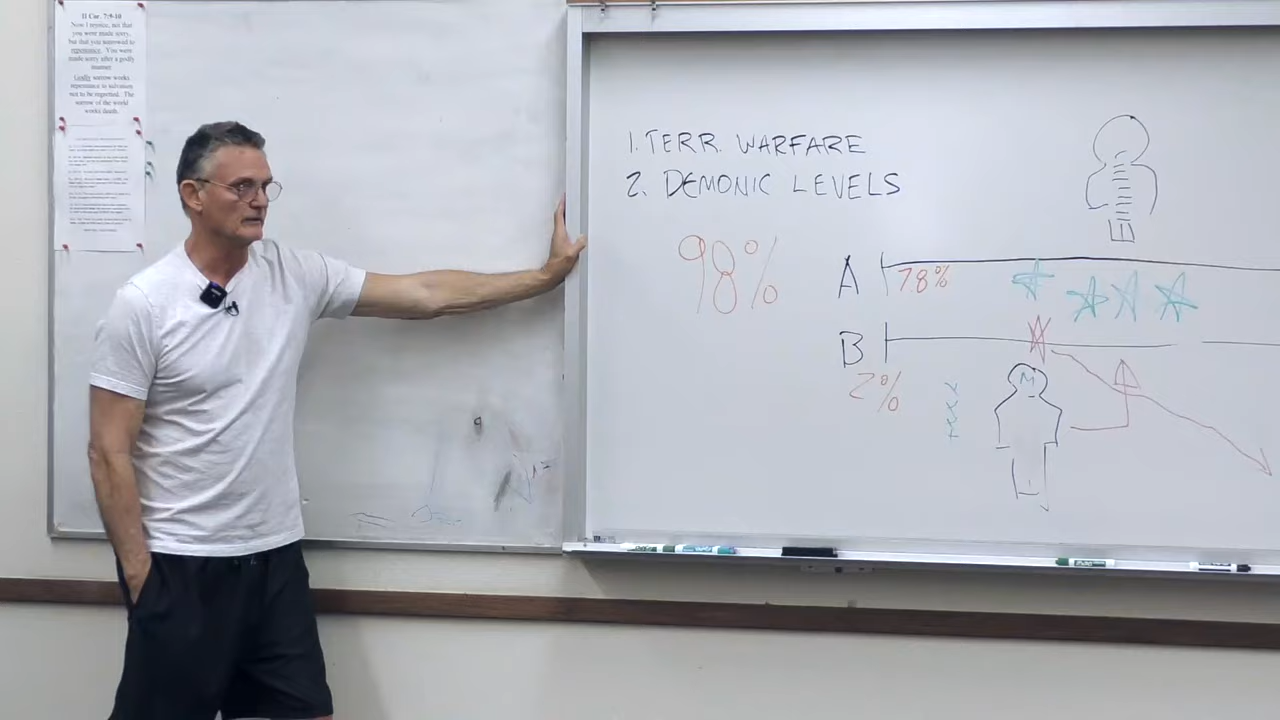 II Cor. 7:9-10
Now I rejoice, not that
you were made sorry,
but that you sorrowed to
repentance. You were
made sorry after a godly
manner
Godly sorrow works
repentance to salvation
not to be regretted. The
sorrow of the world
works death.
1. TERR. WARFARE
2. DEMONIC LEVELS
98%
A 78%
B
2%
M